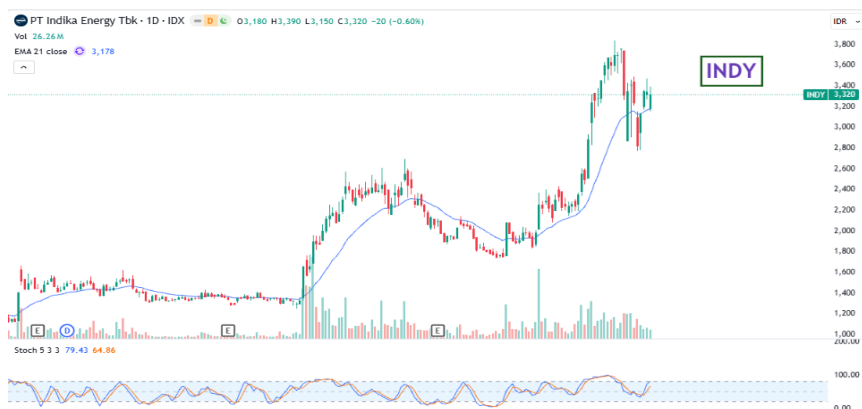 PT Indika Energy Tbk · 1D · IDX D O3,180 H3,390 L3,150 C3,320 −20 (−0.60%) IDR
Vol 26.26M
EMA 21 close 3,178
3,800
3,600
INDY
3,400
INDY 3,320
3,200
3,000
2,800
2,600
2,400
2,200
2,000
1,800
1,600
1,400
1,200
E D E E
1,000
200.00
Stoch 5 3 3 79.43 64.86
100.00
0.00